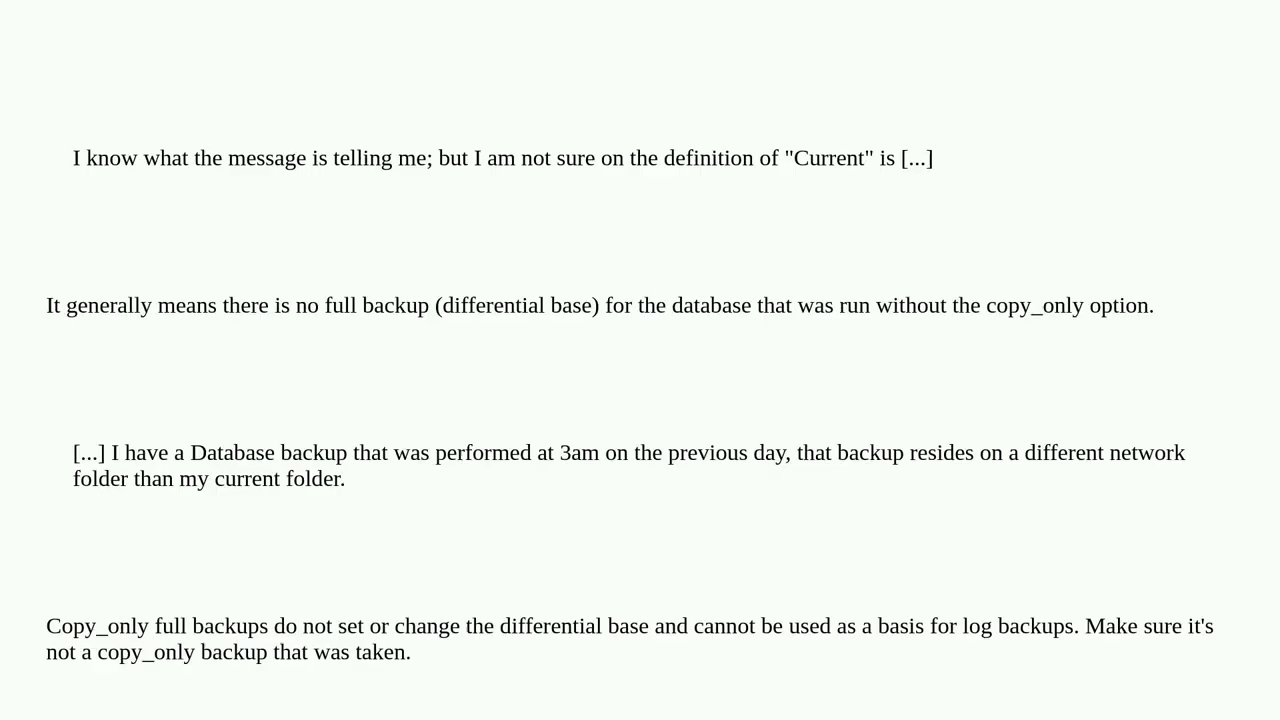 I know what the message is telling me; but I am not sure on the definition of "Current" is [...]
It generally means there is no full backup (differential base) for the database that was run without the copy_only option.
[...] I have a Database backup that was performed at 3am on the previous day, that backup resides on a different network
folder than my current folder.
Copy_only full backups do not set or change the differential base and cannot be used as a basis for log backups. Make sure it's
not a copy_only backup that was taken.